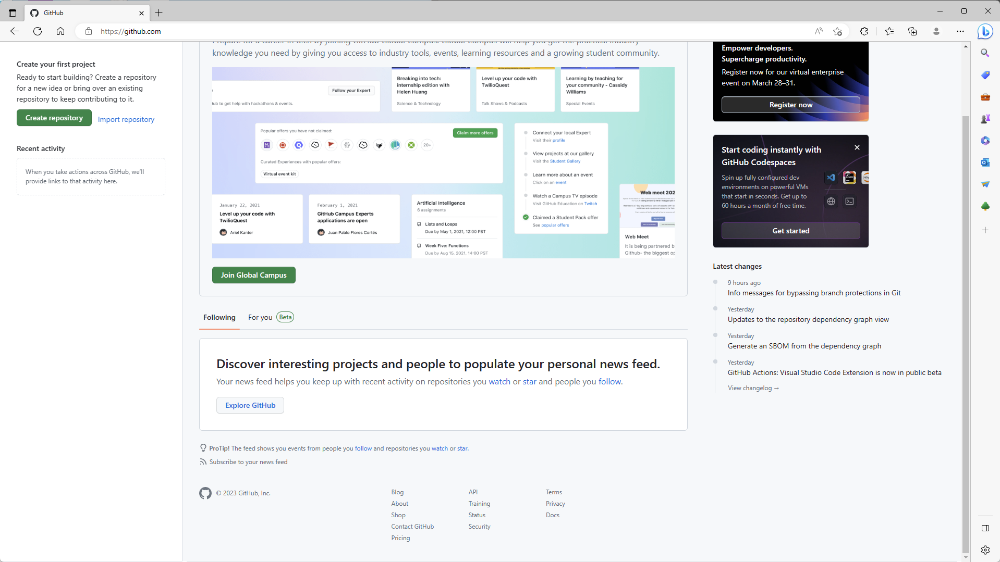 GitHub
https://github.com
Create your first project
Ready to start building? Create a repository
for a new idea or bring over an existing
repository to keep contributing to it.
Create repository
Import repository
Recent activity
When you take actions across GitHub, we'll
provide links to that activity here.
Prepare for a career in tech by joining GitHub Global Campus. Global Campus will help you get the practical industry
knowledge you need by giving you access to industry tools, events, learning resources and a growing student community.
Follow your Expert
to get help with hackathons & events.
Breaking into tech:
internship edition with
Helen Huang
Science & Technology
Level up your code with
TwilioQuest
Talk Shows & Podcasts
Learning by teaching for
your community - Cassidy
Williams
Special Events
Popular offers you have not claimed:
Claim more offers
20+
Curated Experiences with popular offers:
Virtual event kit
Connect your local Expert
Visit their profile
View projects at our gallery
Visit the Student Gallery
Learn more about an event
Click on an event
Watch a Campus TV episode
Visit GitHub Education on Twitch
Claimed a Student Pack offer
See popular offers
January 22, 2021
Level up your code with
TwilioQuest
Ariel Kanter
February 1, 2021
GitHub Campus Experts
applications are open
Juan Pablo Flores Cortés
Artificial Intelligence
6 assignments
Lists and Loops
Due by May 1, 2021, 12:00 PST
Week Five: Functions
Due by Aug 15, 2021, 14:00 PST
Web meet 202
Web Meet
It is being partnered b
Github- the biggest op
Join Global Campus
Following
For you Beta
Discover interesting projects and people to populate your personal news feed.
Your news feed helps you keep up with recent activity on repositories you watch or star and people you follow.
Explore GitHub
ProTip! The feed shows you events from people you follow and repositories you watch or star.
Subscribe to your news feed
© 2023 GitHub, Inc.
Blog
About
Shop
Contact GitHub
Pricing
API
Training
Status
Security
Terms
Privacy
Docs
Empower developers.
Supercharge productivity.
Register now for our virtual enterprise
event on March 28–31.
Register now
Start coding instantly with
GitHub Codespaces
Spin up fully configured dev
environments on powerful VMs
that start in seconds. Get up to
60 hours a month of free time.
Get started
Latest changes
9 hours ago
Info messages for bypassing branch protections in Git
Yesterday
Updates to the repository dependency graph view
Yesterday
Generate an SBOM from the dependency graph
Yesterday
GitHub Actions: Visual Studio Code Extension is now in public beta
View changelog →